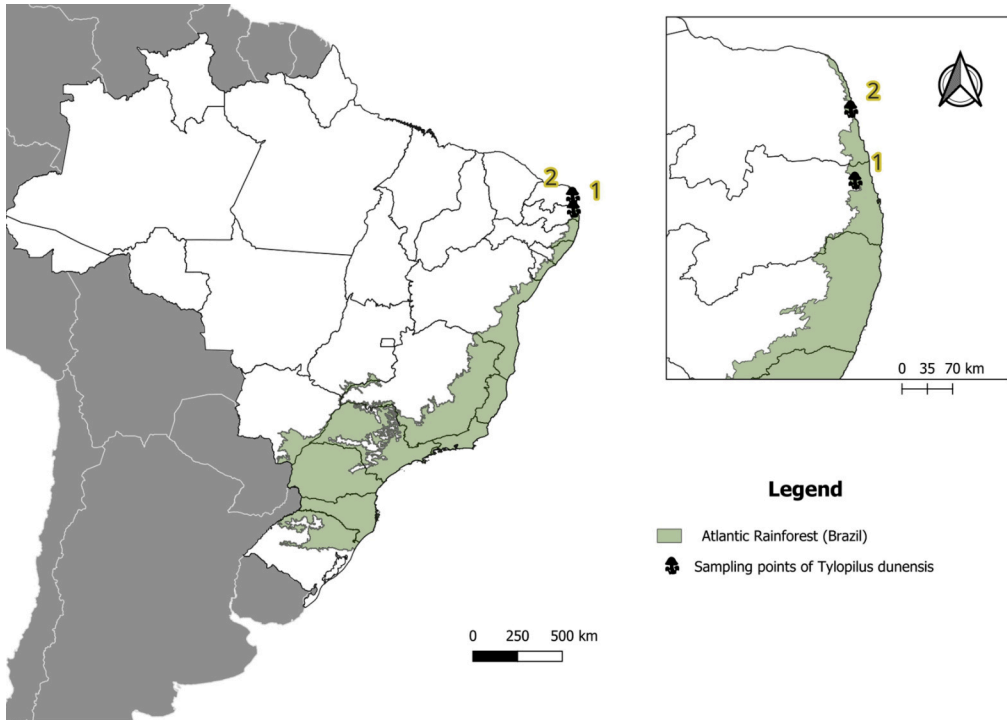 2
1
2
1
0 35 70 km
Legend
Atlantic Rainforest (Brazil)
Sampling points of Tylopilus dunensis
0 250 500 km